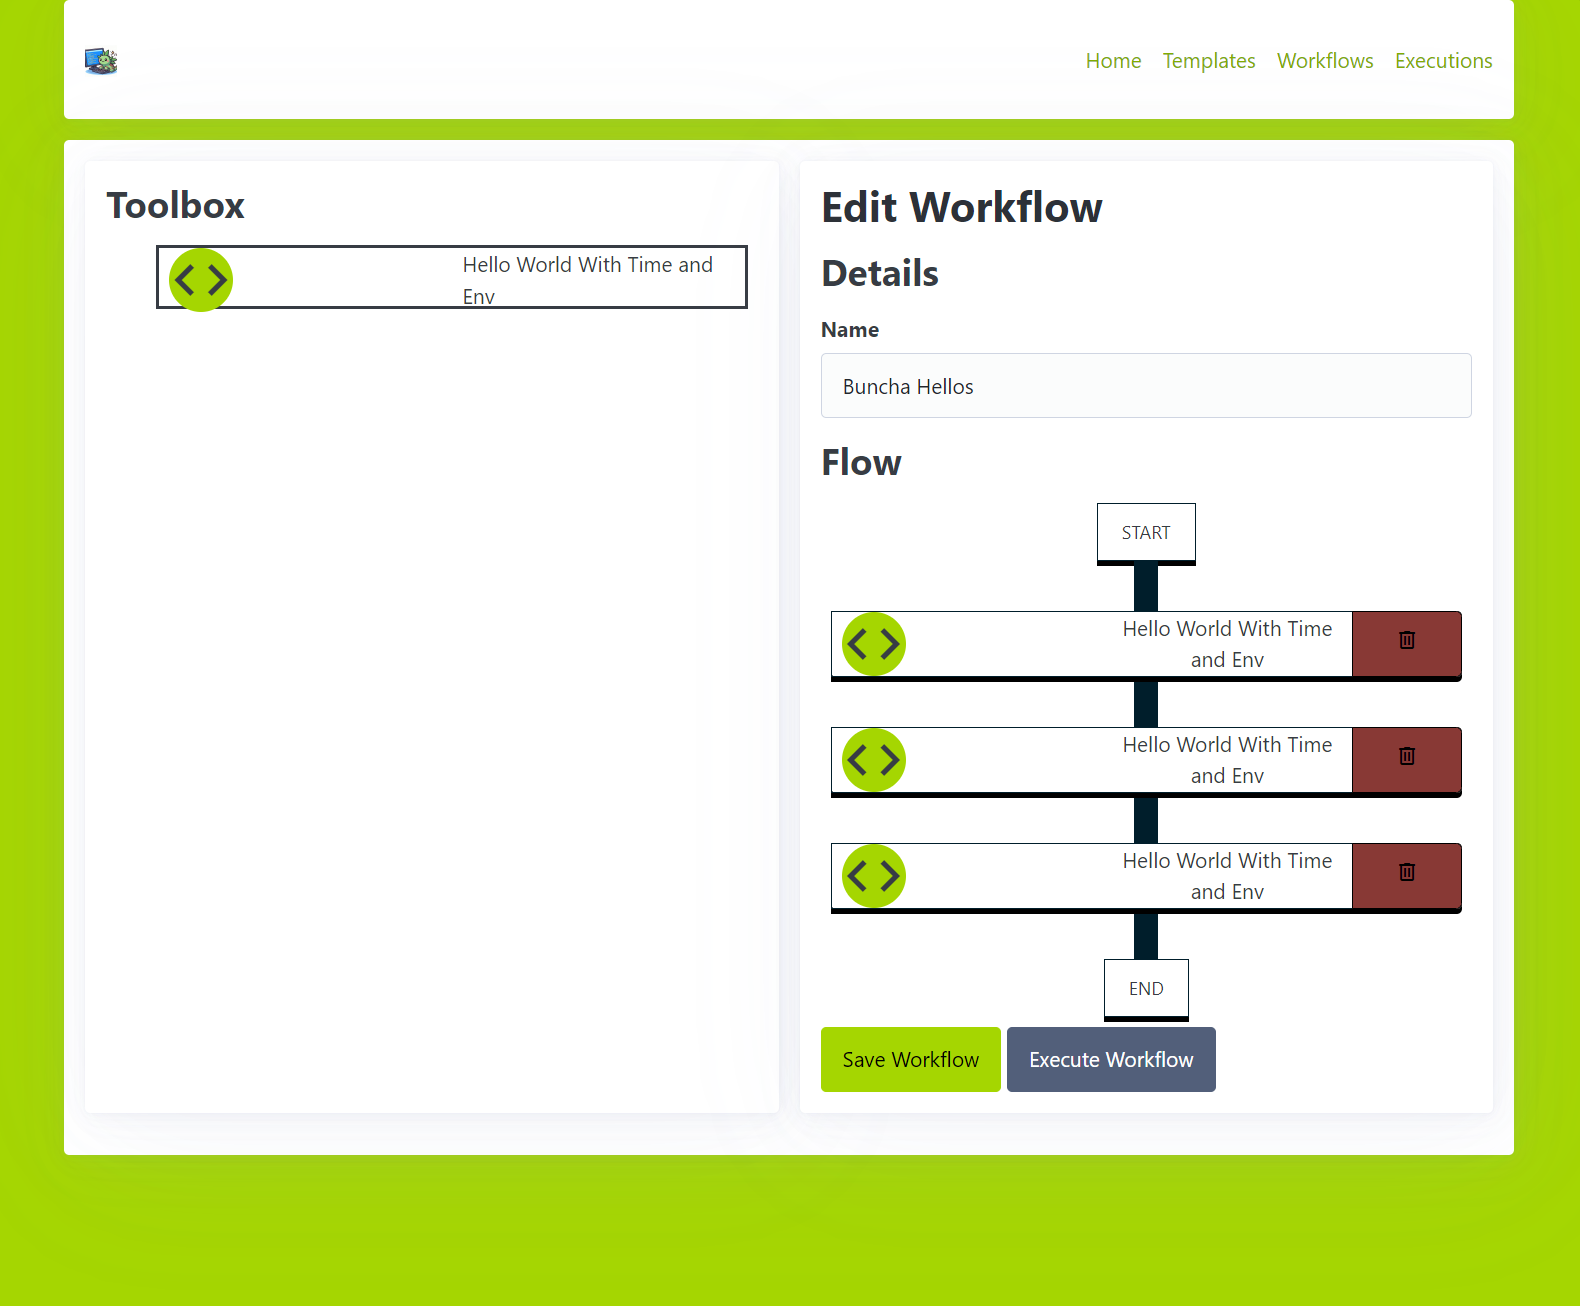 Home Templates Workflows Executions
Toolbox
Hello World With Time and
Env
Edit Workflow
Details
Name
Buncha Hellos
Flow
START
Hello World With Time
and Env
Hello World With Time
and Env
Hello World With Time
and Env
END
Save Workflow Execute Workflow